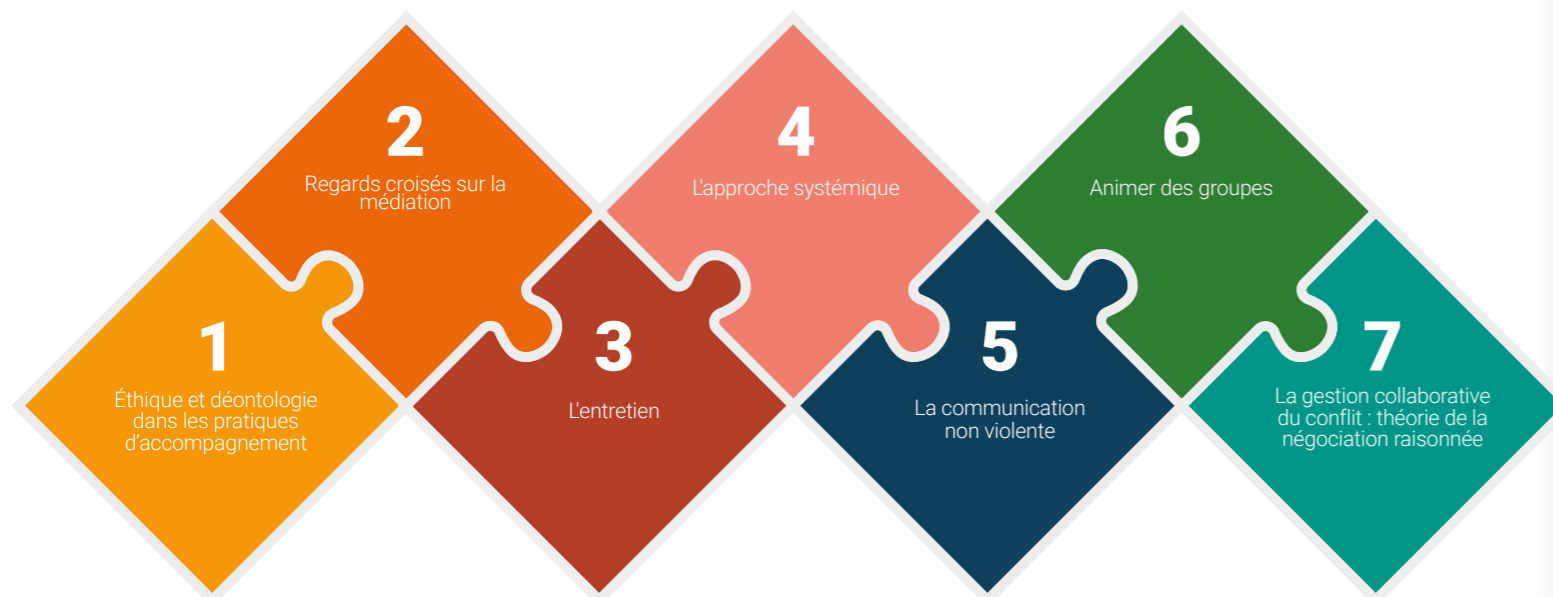 1
Éthique et déontologie
dans les pratiques
d’accompagnement
2
Regards croisés sur la
médiation
3
L'entretien
4
L'approche systémique
5
La communication
non violente
6
Animer des groupes
7
La gestion collaborative
du conflit : théorie de la
négociation raisonnée